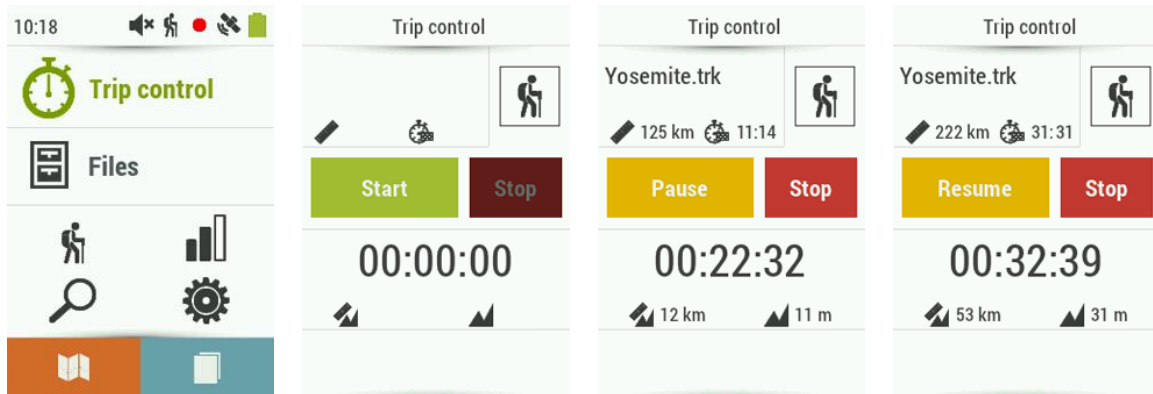 10:18
Trip control
Files
Trip control
Start Stop
00:00:00
Trip control
Yosemite.trk
125 km 11:14
Pause Stop
00:22:32
12 km 11 m
Trip control
Yosemite.trk
222 km 31:31
Resume Stop
00:32:39
53 km 31 m